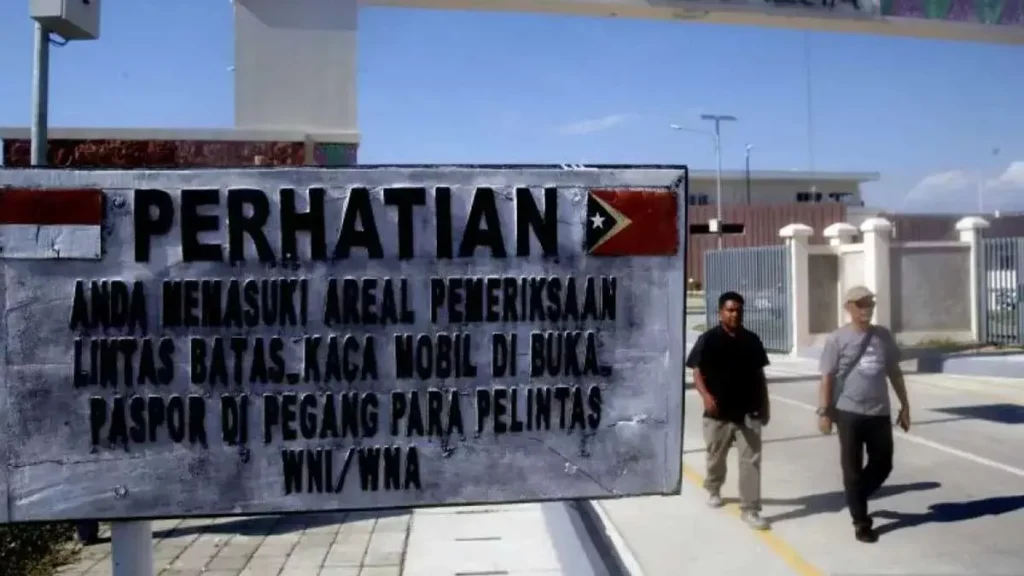 PERHATIAN
ANDA MEMASUKI AREAL PEMERIKSAAN
LINTAS BATAS. KACA MOBIL DI BUKA.
PASPOR DI PEGANG PARA PELINTAS
WNI/WNA